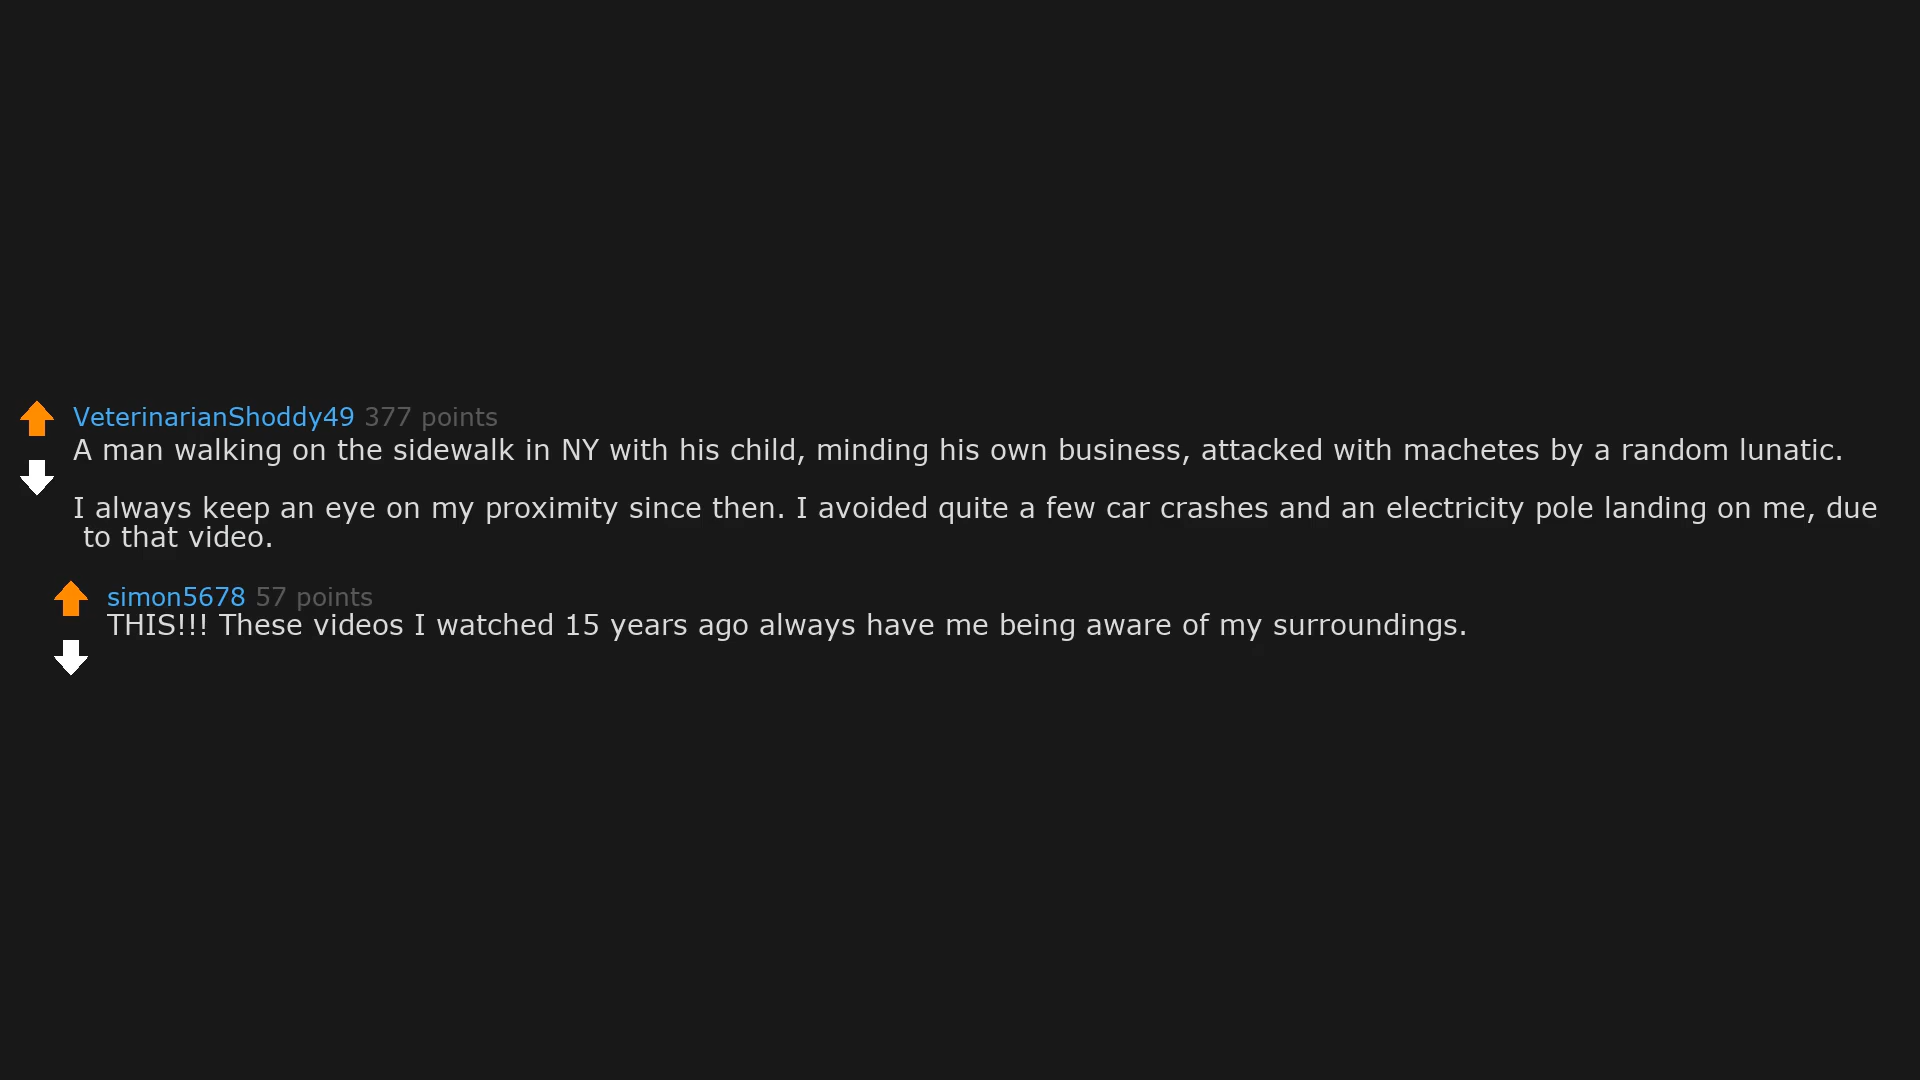 VeterinarianShoddy49 377 points
A man walking on the sidewalk in NY with his child, minding his own business, attacked with machetes by a random lunatic.
I always keep an eye on my proximity since then. I avoided quite a few car crashes and an electricity pole landing on me, due
to that video.
simon5678 57 points
THIS!!! These videos I watched 15 years ago always have me being aware of my surroundings.